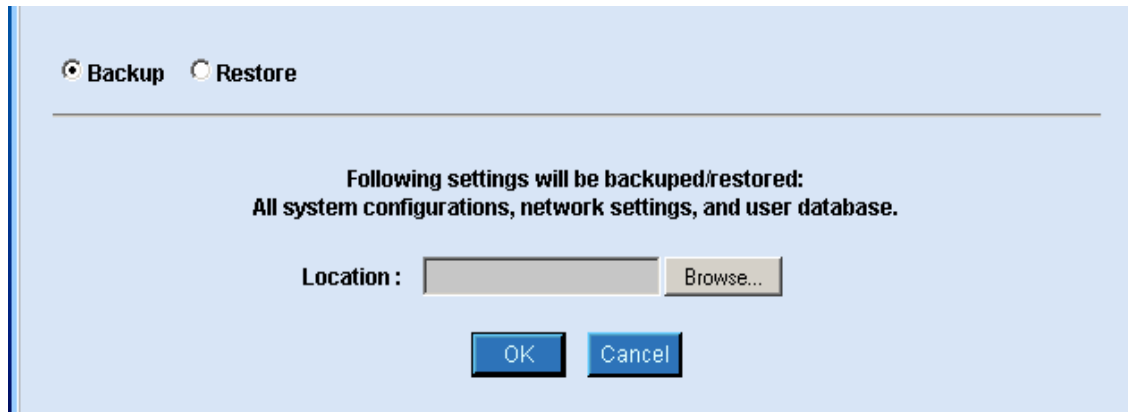 Backup Restore
Following settings will be backuped/restored:
All system configurations, network settings, and user database.
Location : Browse...
OK Cancel